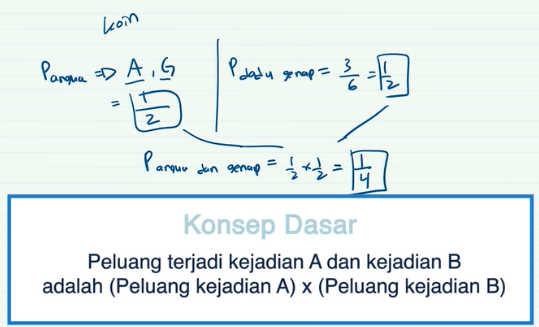 Koin
P angka => A, G
= 1/2
P dadu genap = 3/6 = 1/2
P angka dan genap = 1/2 x 1/2 = 1/4
Konsep Dasar
Peluang terjadi kejadian A dan kejadian B
adalah (Peluang kejadian A) x (Peluang kejadian B)